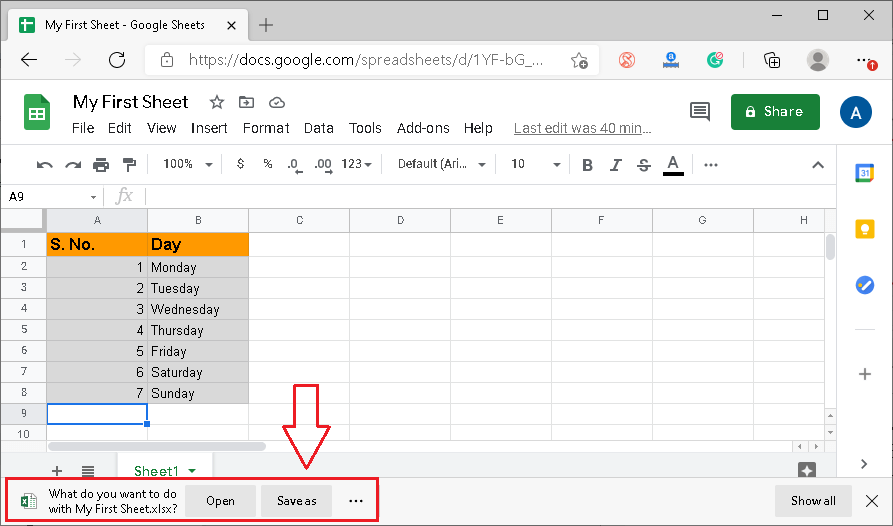 My First Sheet - Google Sheets
https://docs.google.com/spreadsheets/d/1YF-bG_...
My First Sheet
File Edit View Insert Format Data Tools Add-ons Help Last edit was 40 min...
Share
A
100% $ % .0 .00 123 Default (Ari... 10 B I S A
31
A9 fx
A B C D E F G H
1 S. No. Day
2 1 Monday
3 2 Tuesday
4 3 Wednesday
5 4 Thursday
6 5 Friday
7 6 Saturday
8 7 Sunday
9
10
Sheet1
What do you want to do
with My First Sheet.xlsx?
Open Save as ... Show all